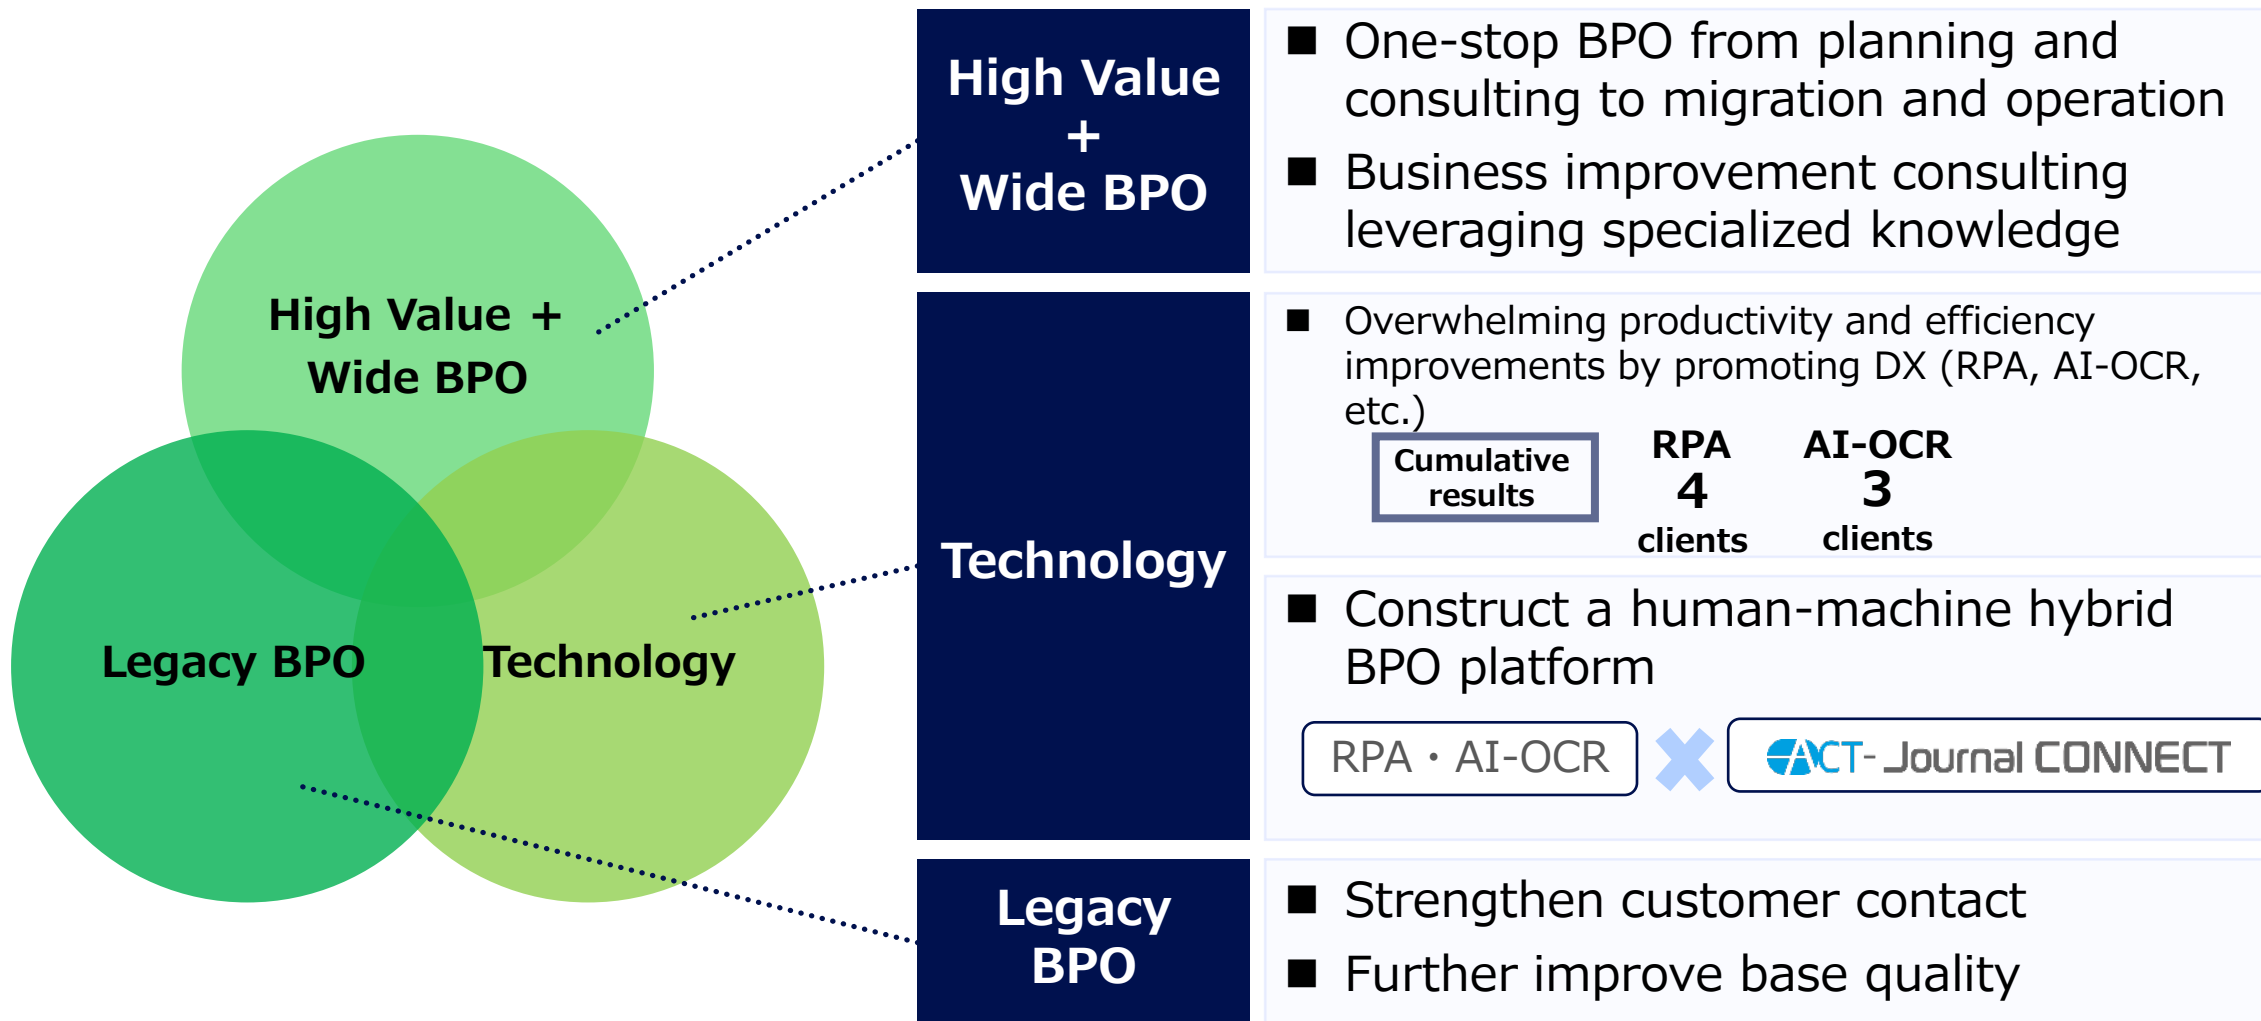 High Value +
Wide BPO
Legacy BPO
Technology
High Value
+
Wide BPO
■ One-stop BPO from planning and
consulting to migration and operation
■ Business improvement consulting
leveraging specialized knowledge
Technology
■ Overwhelming productivity and efficiency
improvements by promoting DX (RPA, AI-OCR,
etc.)
Cumulative
results
RPA
4
clients
AI-OCR
3
clients
■ Construct a human-machine hybrid
BPO platform
RPA・AI-OCR
ACT-Journal CONNECT
Legacy
BPO
■ Strengthen customer contact
■ Further improve base quality